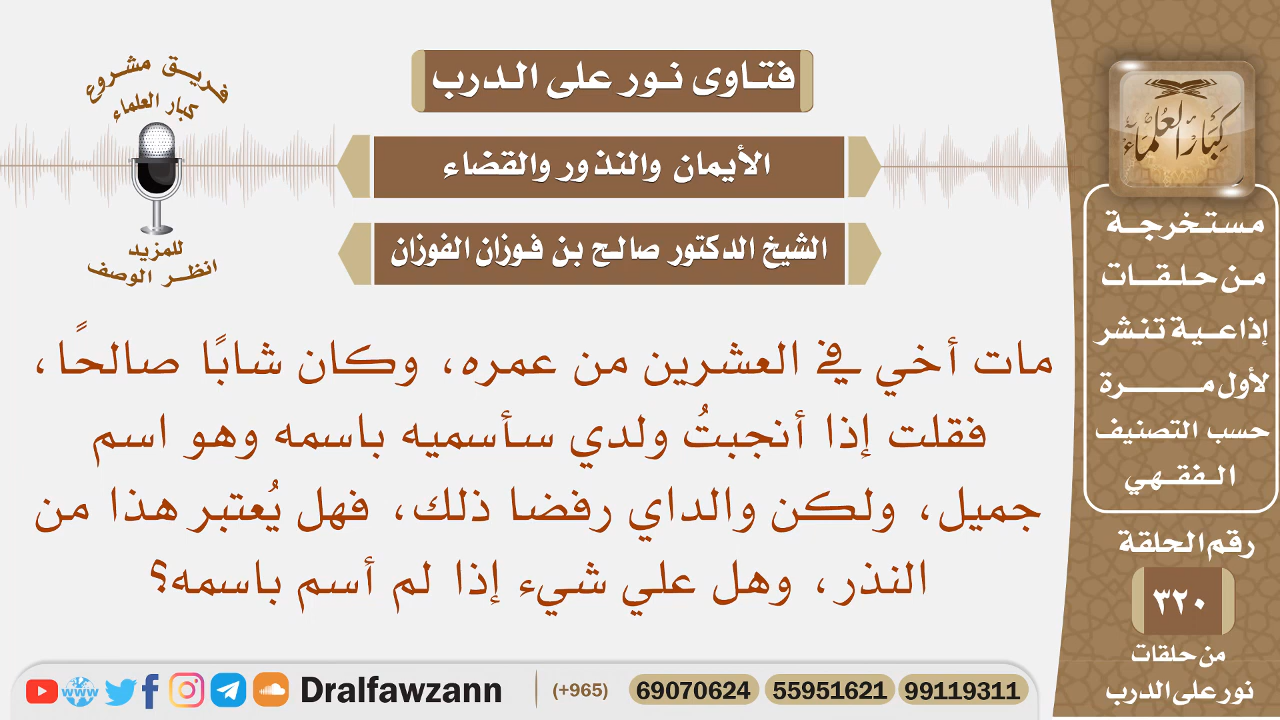 فتاوى نور على الدرب
الأيمان والنذور والقضاء
الشيخ الدكتور صالح بن فوزان الفوزان
فريق مشروع
كبار العلماء
للمزيد
انظر الوصف
مات أخي في العشرين من عمره، وكان شابًا صالحًا،
فقلت إذا أنجبتُ ولدي سأسميه باسمه وهو اسم
جميل، ولكن والداي رفضا ذلك، فهل يُعتبر هذا من
النذر، وهل علي شيء إذا لم أسم باسمه؟
كبار العلماء
مستخرجة
من حلقات
إذاعية تنشر
لأول مرة
حسب التصنيف
الفقهي
رقم الحلقة
٣٢٠
من حلقات
نور على الدرب
www Dralfawzann (+965) 69070624 55951621 99119311